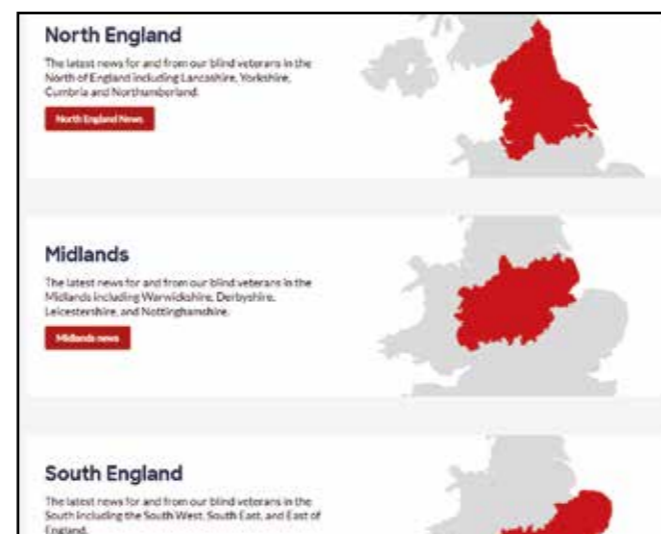 North England
The latest news for and from our blind veterans in the
North of England including Lancashire, Yorkshire,
Cumbria and Northumberland.
North England News
Midlands
The latest news for and from our blind veterans in the
Midlands including Warwickshire, Derbyshire,
Leicestershire, and Nottinghamshire.
Midlands news
South England
The latest news for and from our blind veterans in the
South including the South West, South East, and East of
England.